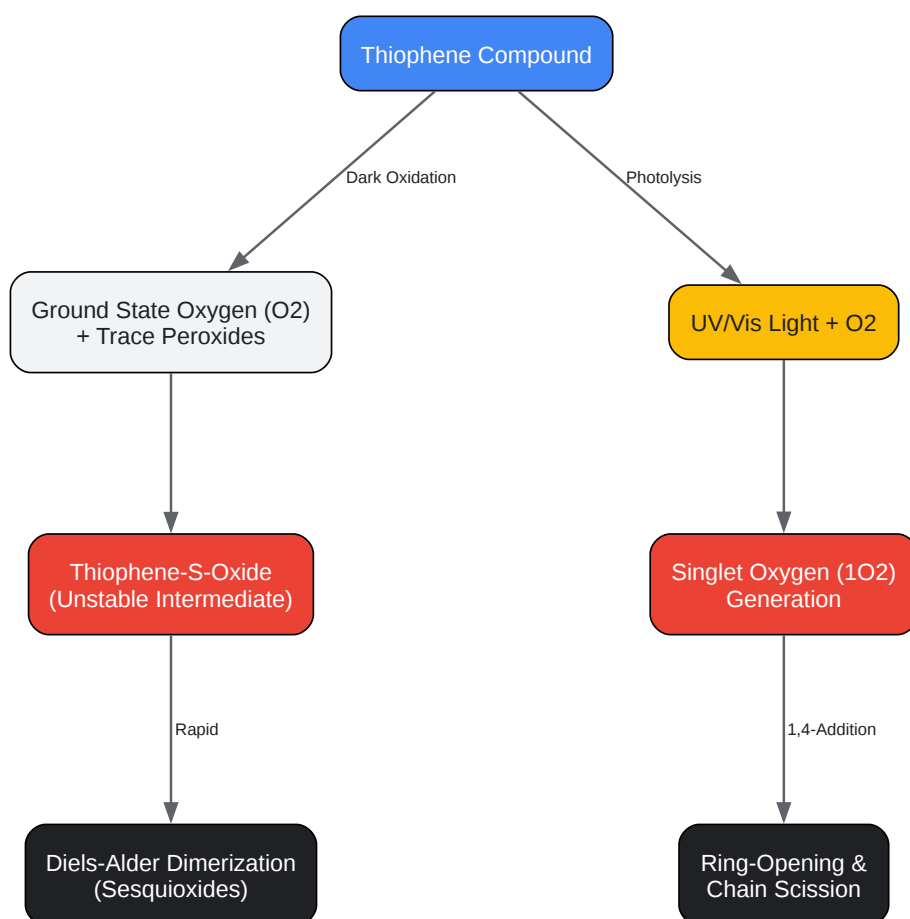 Thiophene Compound
Dark Oxidation
Photolysis
Ground State Oxygen (O2)
+ Trace Peroxides
UV/Vis Light + O2
Thiophene-S-Oxide
(Unstable Intermediate)
Singlet Oxygen (1O2)
Generation
Rapid
1,4-Addition
Diels-Alder Dimerization
(Sesquioxides)
Ring-Opening &
Chain Scission